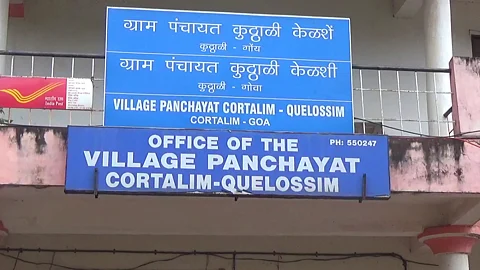 ग्राम पंचायत कुठ्ठाळी केळशें
कुठ्ठाळी - गोंय
ग्राम पंचायत कुठ्ठाळी केळशी
कुठ्ठाळी - गोवा
VILLAGE PANCHAYAT CORTALIM - QUELOSSIM
CORTALIM - GOA
India Post
OFFICE OF THE
PH: 550247
VILLAGE PANCHAYAT
CORTALIM-QUELOSSIM